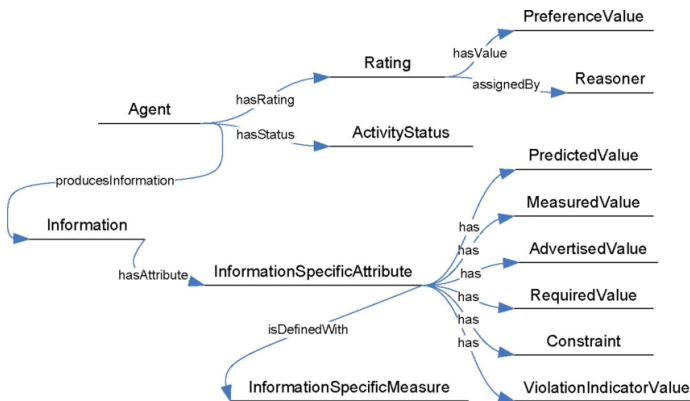 PreferenceValue
hasValue
Rating
assignedBy
Reasoner
hasRating
Agent
hasStatus
ActivityStatus
PredictedValue
producesInformation
MeasuredValue
Information
has
has
AdvertisedValue
hasAttribute
InformationSpecificAttribute
has
has
RequiredValue
has
isDefinedWith
has
Constraint
InformationSpecificMeasure
ViolationIndicatorValue